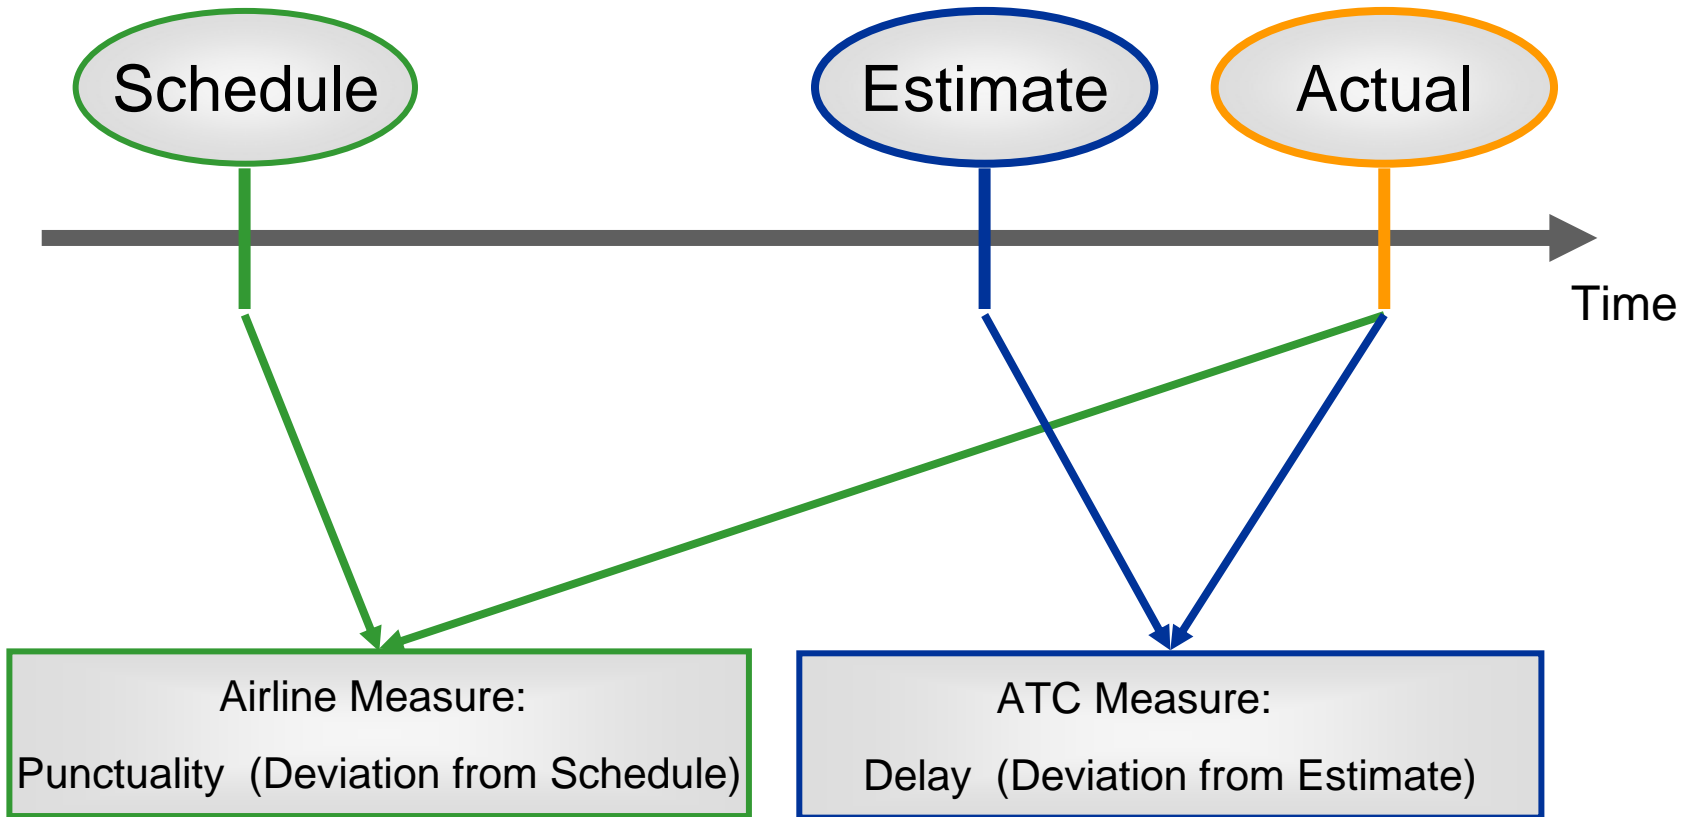 Schedule
Estimate
Actual
Time
Airline Measure:
Punctuality (Deviation from Schedule)
ATC Measure:
Delay (Deviation from Estimate)